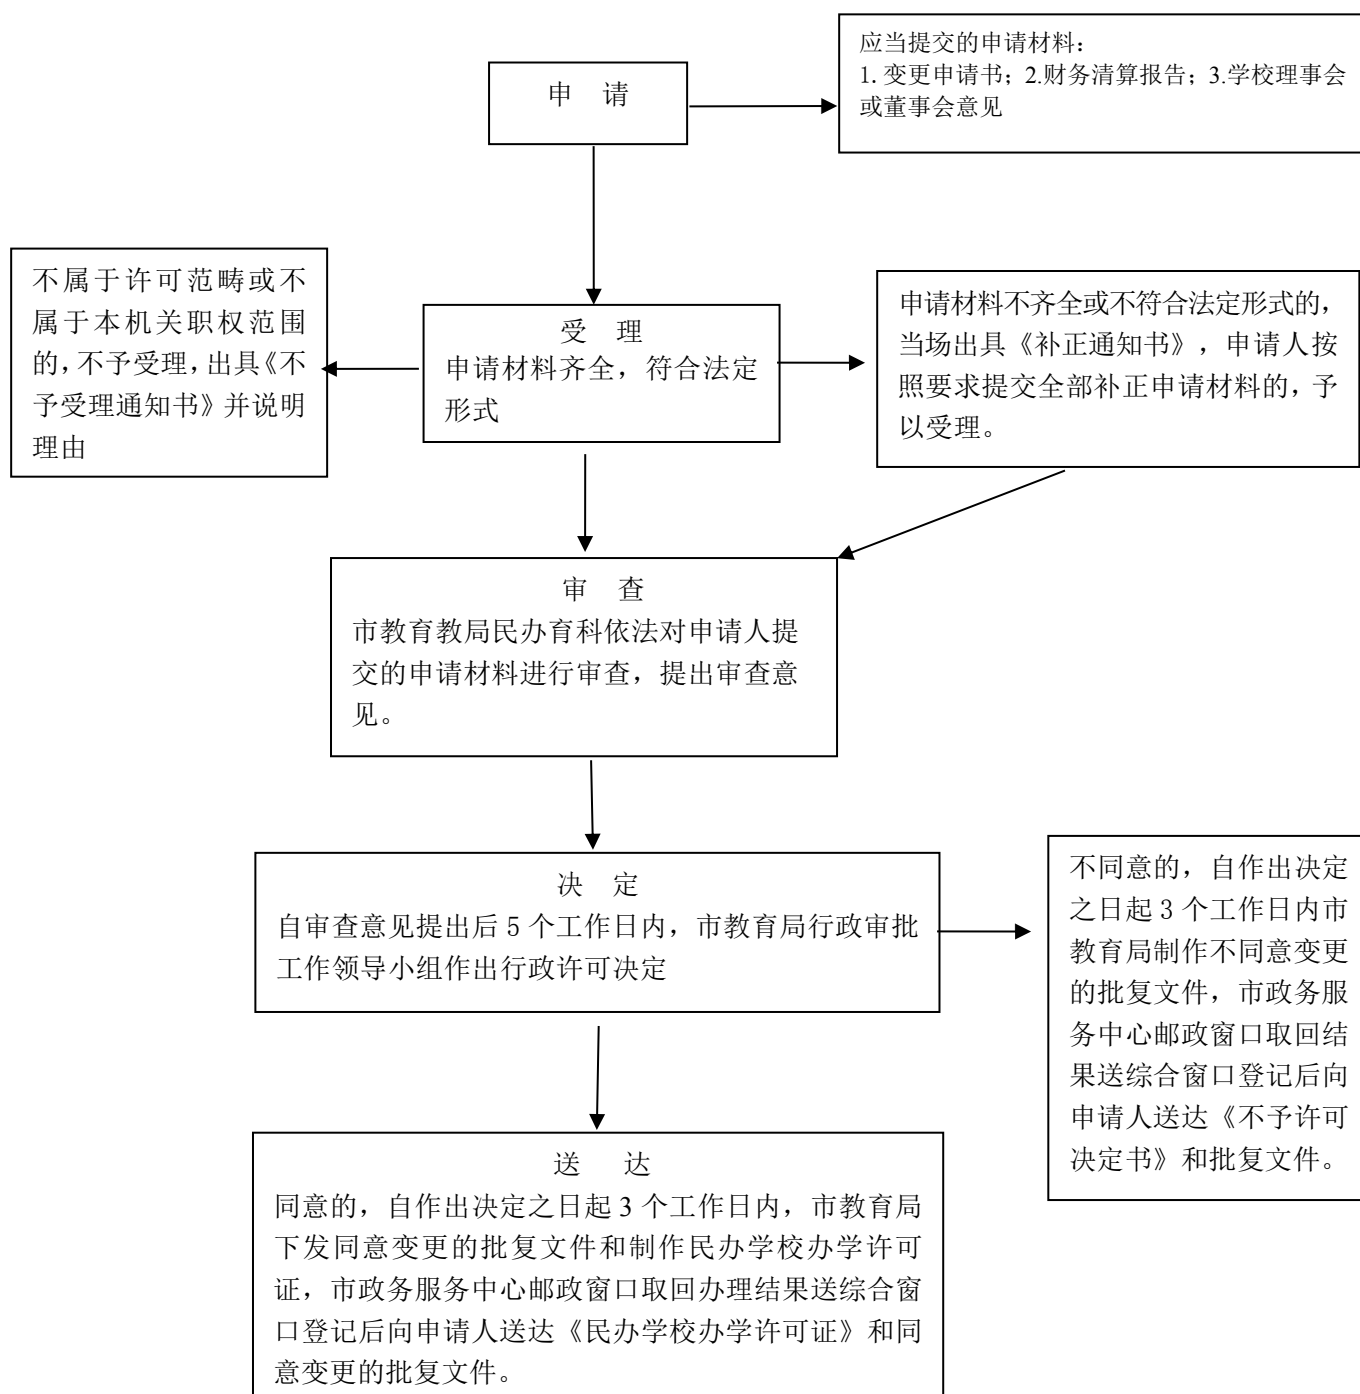 申 请
应当提交的申请材料：
1. 变更申请书；2.财务清算报告；3.学校理事会
或董事会意见
不属于许可范畴或不
属于本机关职权范围
的，不予受理，出具《不
予受理通知书》并说明
理由
受 理
申请材料齐全，符合法定
形式
申请材料不齐全或不符合法定形式的，
当场出具《补正通知书》，申请人按
照要求提交全部补正申请材料的，予
以受理。
审 查
市教育教局民办育科依法对申请人提
交的申请材料进行审查，提出审查意
见。
决 定
自审查意见提出后 5 个工作日内，市教育局行政审批
工作领导小组作出行政许可决定
不同意的，自作出决定
之日起 3 个工作日内市
教育局制作不同意变更
的批复文件，市政务服
务中心邮政窗口取回结
果送综合窗口登记后向
申请人送达《不予许可
决定书》和批复文件。
送 达
同意的，自作出决定之日起 3 个工作日内，市教育局
下发同意变更的批复文件和制作民办学校办学许可
证，市政务服务中心邮政窗口取回办理结果送综合窗
口登记后向申请人送达《民办学校办学许可证》和同
意变更的批复文件。